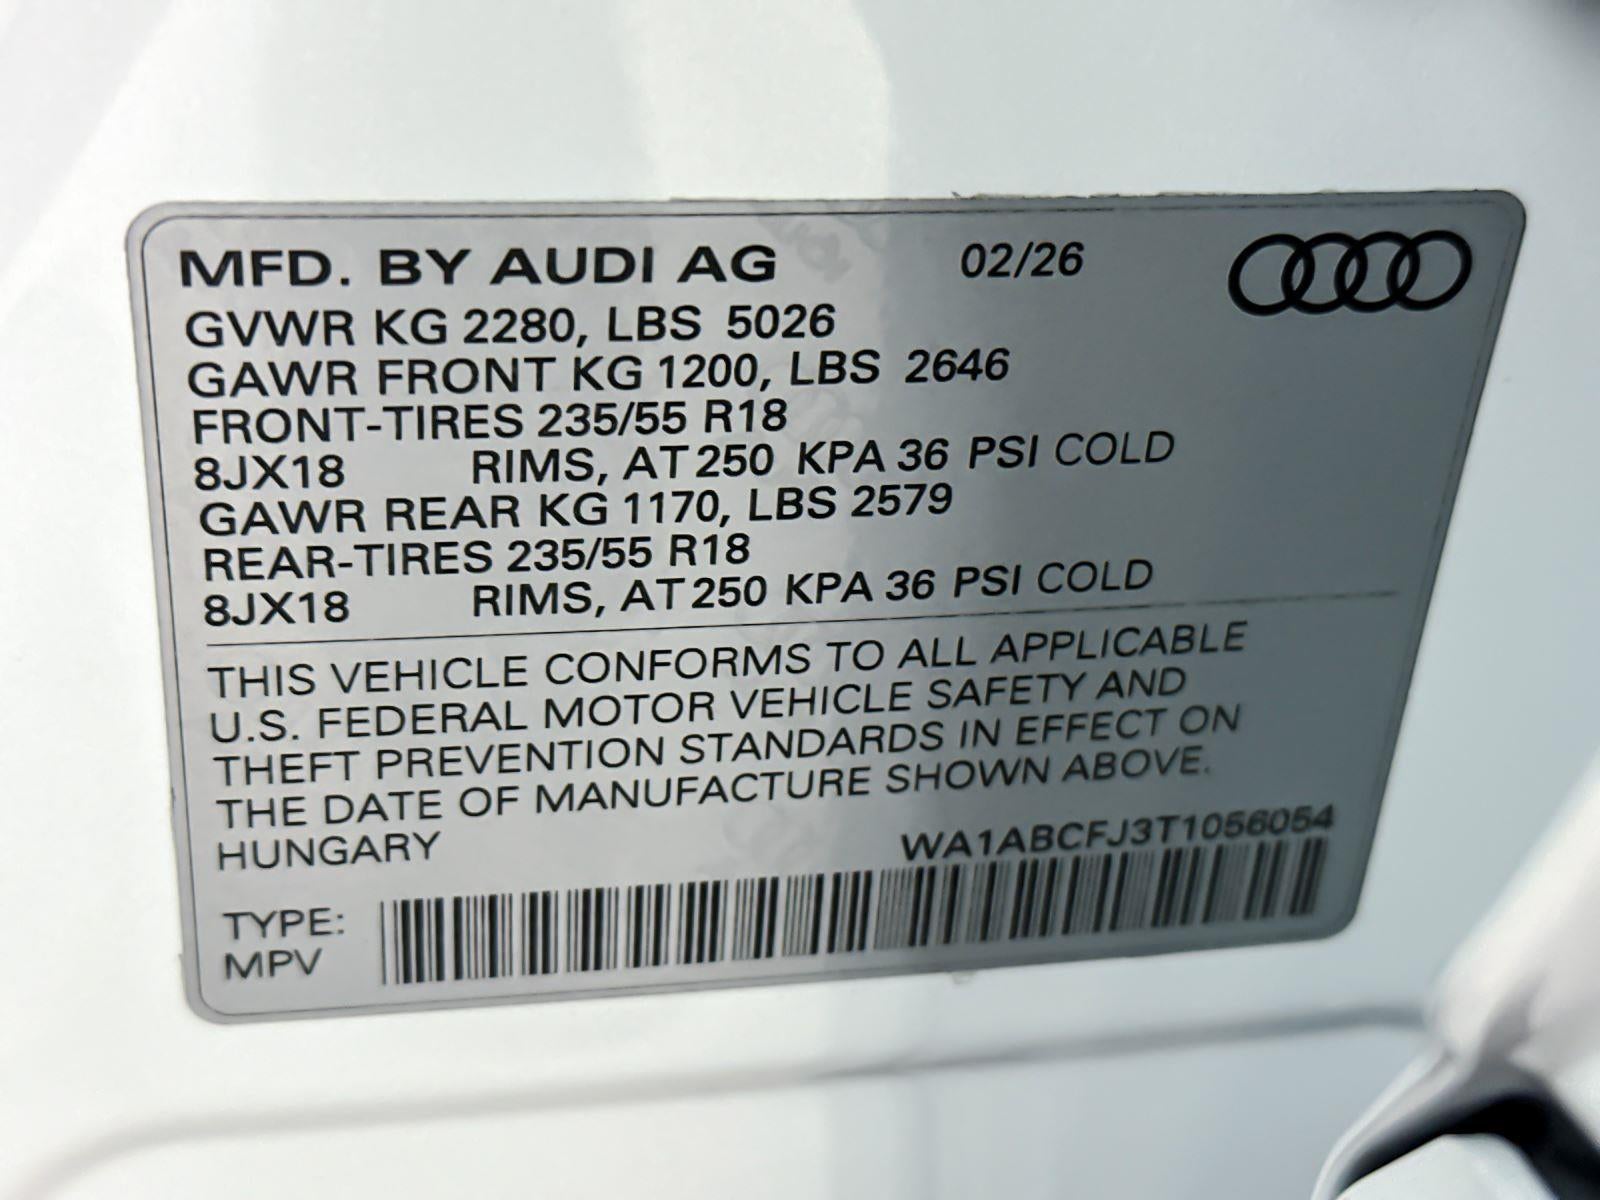 MFD. BY AUDI AG 02/26
GVWR KG 2280, LBS 5026
GAWR FRONT KG 1200, LBS 2646
FRONT-TIRES 235/55 R18
8JX18 RIMS, AT 250 KPA 36 PSI COLD
GAWR REAR KG 1170, LBS 2579
REAR-TIRES 235/55 R18
8JX18 RIMS, AT 250 KPA 36 PSI COLD
THIS VEHICLE CONFORMS TO ALL APPLICABLE
U.S. FEDERAL MOTOR VEHICLE SAFETY AND
THEFT PREVENTION STANDARDS IN EFFECT ON
THE DATE OF MANUFACTURE SHOWN ABOVE.
HUNGARY WA1ABCFJ3T1056054
TYPE:
MPV